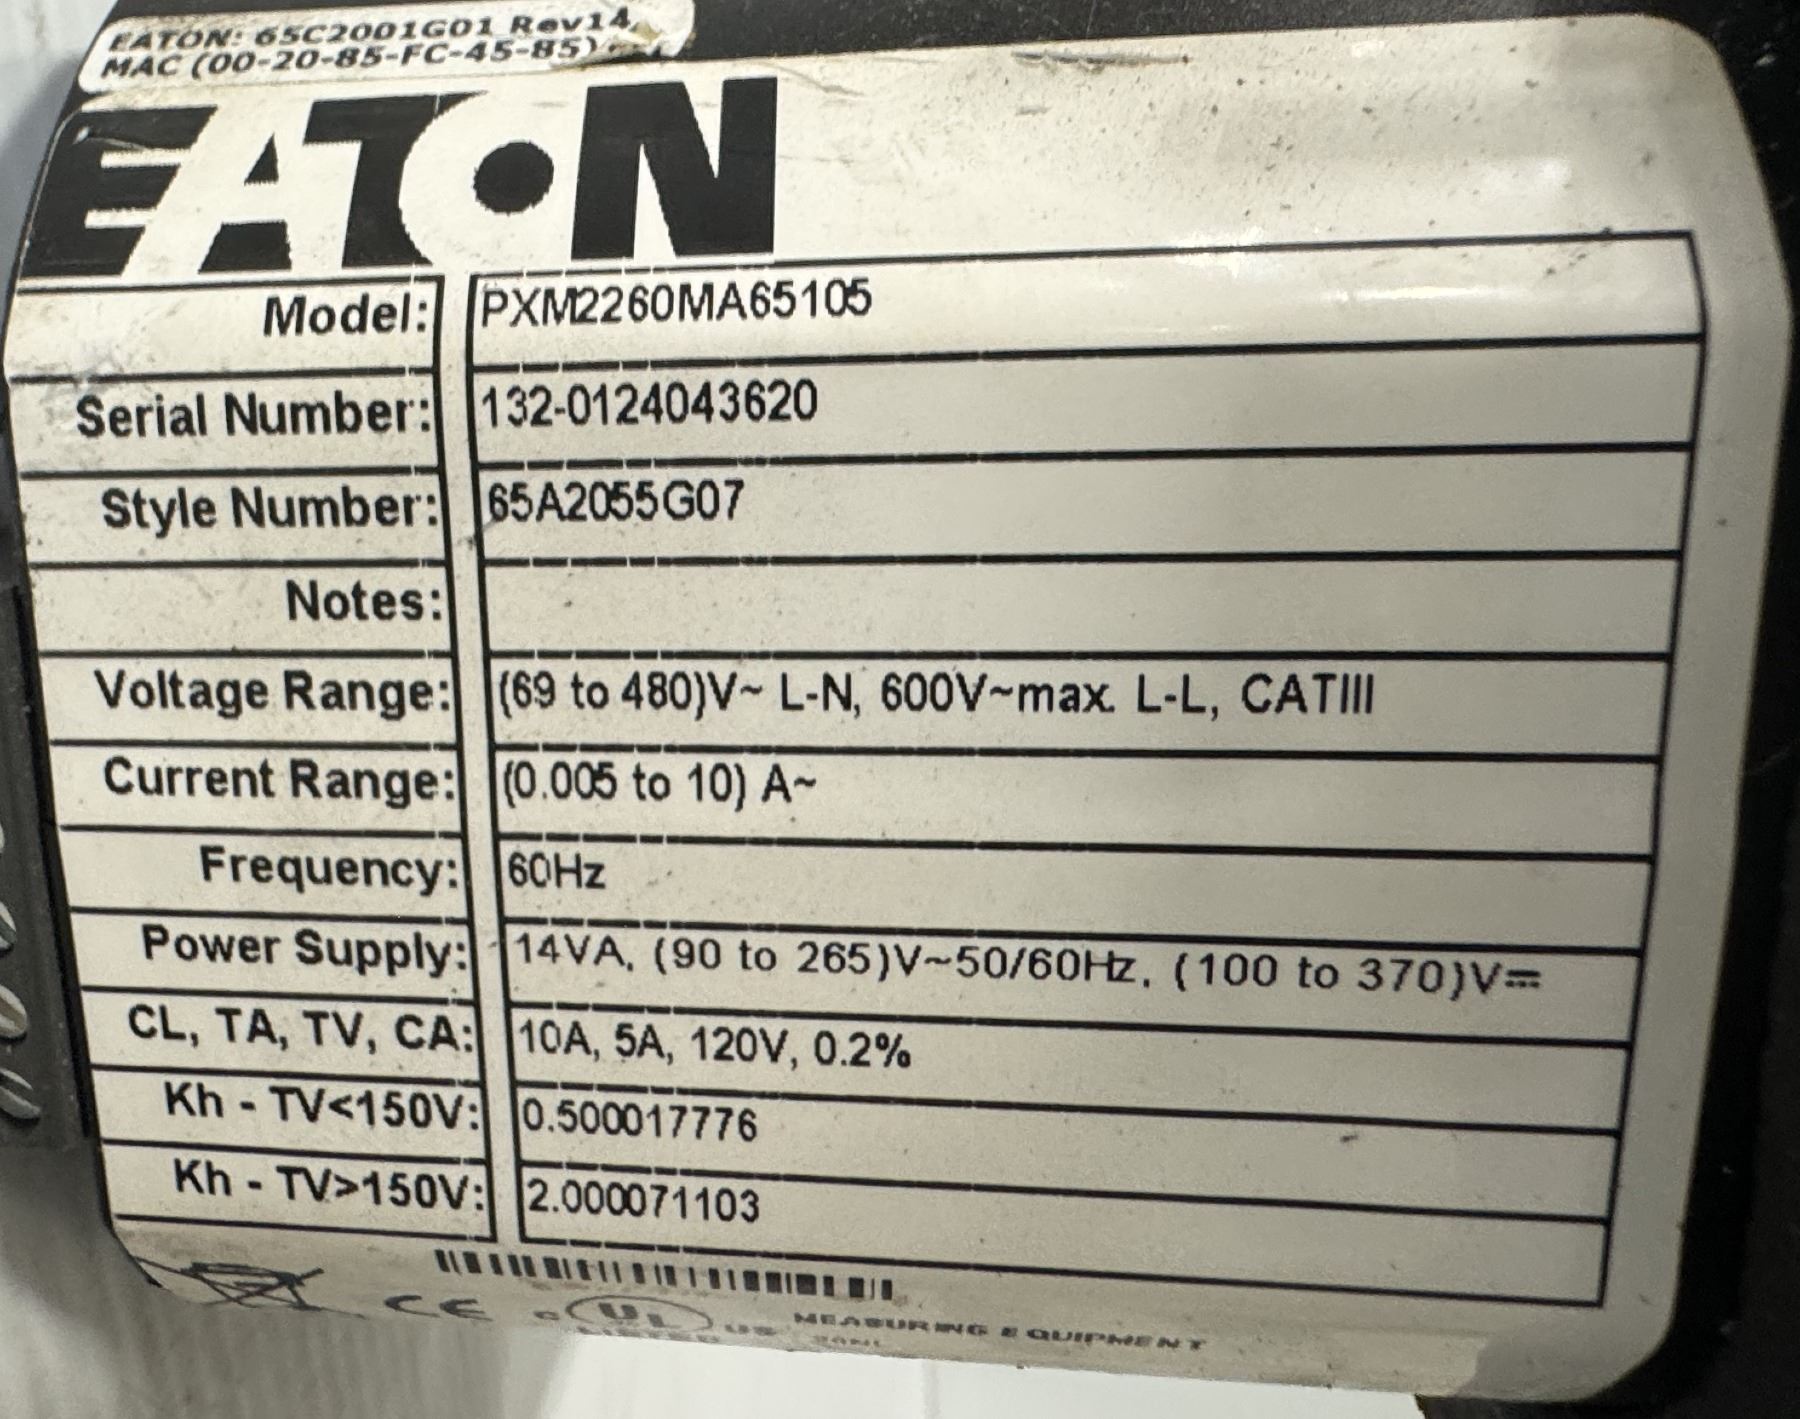 EATON: 65C2001G01 Rev14
MAC (00-20-85-FC-45-85)
EATON
Model: PXM2260MA65105
Serial Number: 132-0124043620
Style Number: 65A2055G07
Notes:
Voltage Range: (69 to 480)V~ L-N, 600V~max. L-L, CATIII
Current Range: (0.005 to 10) A~
Frequency: 60Hz
Power Supply: 14VA, (90 to 265)V~50/60Hz, (100 to 370)V⎓
CL, TA, TV, CA: 10A, 5A, 120V, 0.2%
Kh - TV<150V: 0.500017776
Kh - TV>150V: 2.000071103
CE c UL US MEASURING EQUIPMENT
LISTED